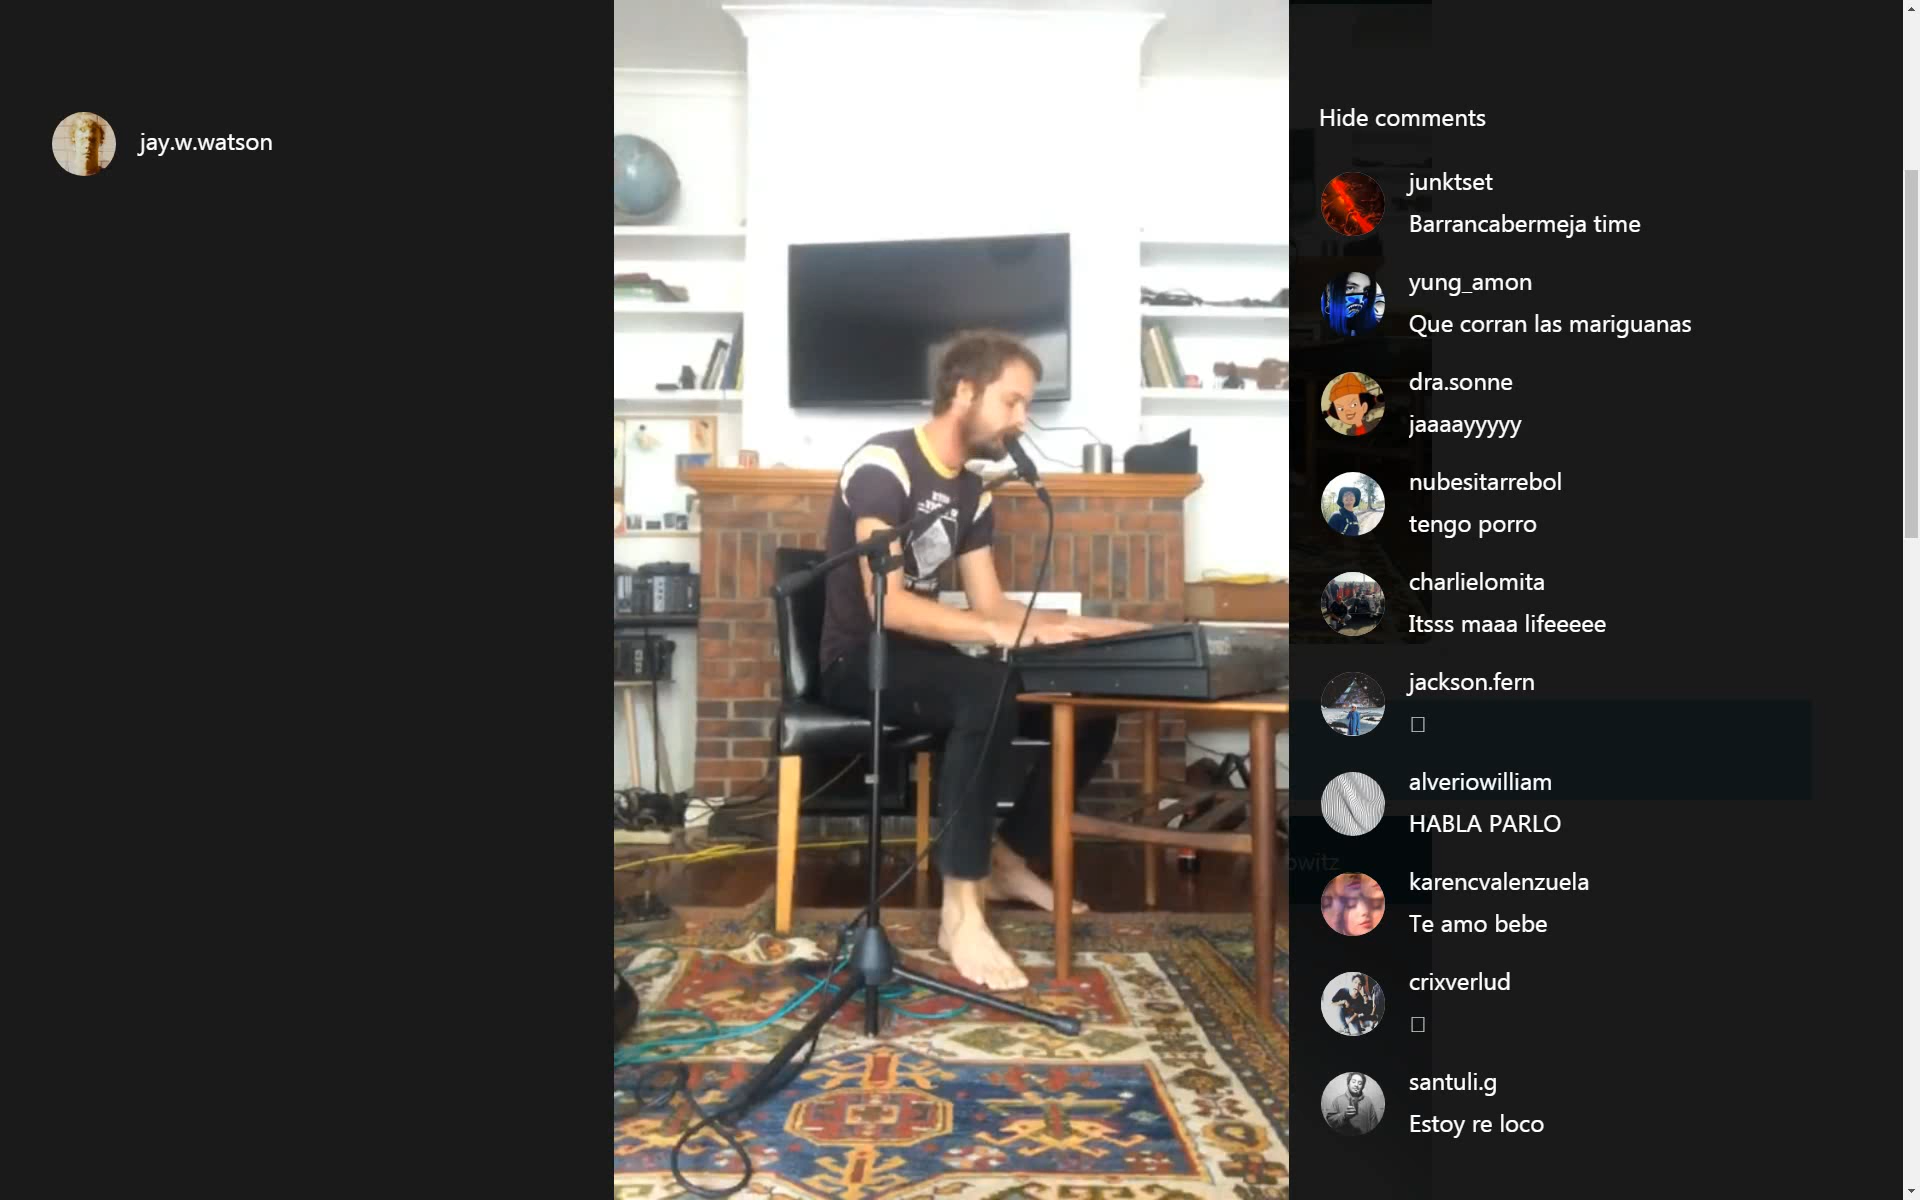 jay.w.watson
Hide comments
junktset
Barrancabermeja time
yung_amon
Que corran las mariguanas
dra.sonne
jaaaayyyyy
nubesitarrebol
tengo porro
charlielomita
Itsss maaa lifeeeee
jackson.fern
alveriowilliam
HABLA PARLO
owitz
karencvalenzuela
Te amo bebe
crixverlud
santuli.g
Estoy re loco